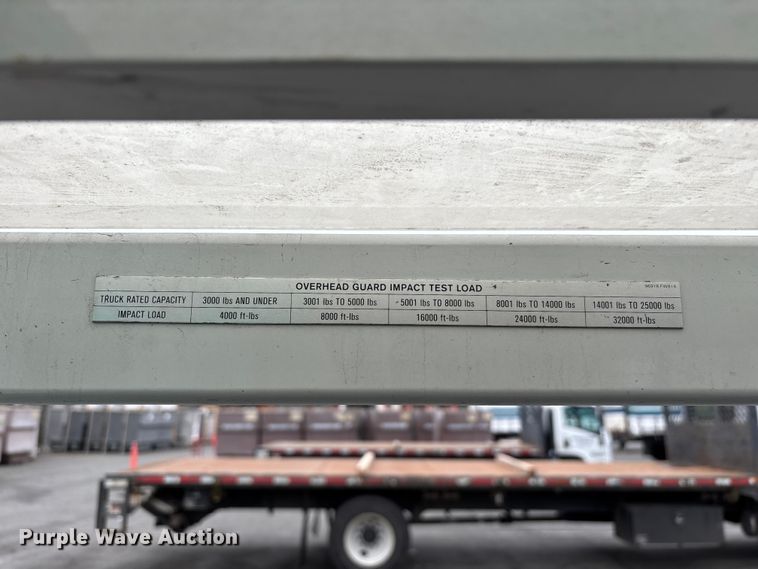 OVERHEAD GUARD IMPACT TEST LOAD
TRUCK RATED CAPACITY 3000 lbs AND UNDER 3001 lbs TO 5000 lbs 5001 lbs TO 8000 lbs 8001 lbs TO 14000 lbs 14001 lbs TO 25000 lbs
IMPACT LOAD 4000 ft-lbs 8000 ft-lbs 16000 ft-lbs 24000 ft-lbs 32000 ft-lbs
Purple Wave Auction